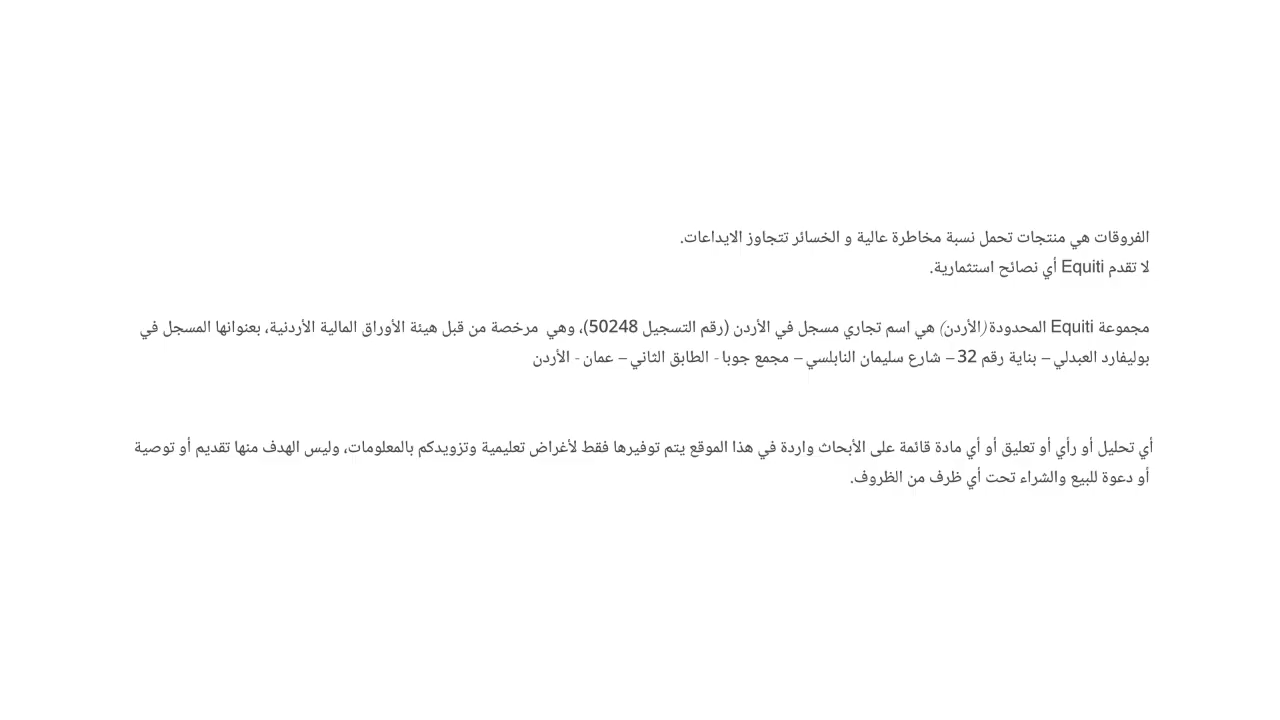 الفروقات هي منتجات تحمل نسبة مخاطرة عالية و الخسائر تتجاوز الايداعات.
لا تقدم Equiti أي نصائح استثمارية.
مجموعة Equiti المحدودة (الأردن) هي اسم تجاري مسجل في الأردن (رقم التسجيل 50248)، وهي مرخصة من قبل هيئة الأوراق المالية الأردنية، بعنوانها المسجل في
بوليفارد العبدلي – بناية رقم 32 – شارع سليمان النابلسي – مجمع جوبا - الطابق الثاني – عمان - الأردن
أي تحليل أو رأي أو تعليق أو أي مادة قائمة على الأبحاث واردة في هذا الموقع يتم توفيرها فقط لأغراض تعليمية وتزويدكم بالمعلومات، وليس الهدف منها تقديم أو توصية
أو دعوة للبيع والشراء تحت أي ظرف من الظروف.